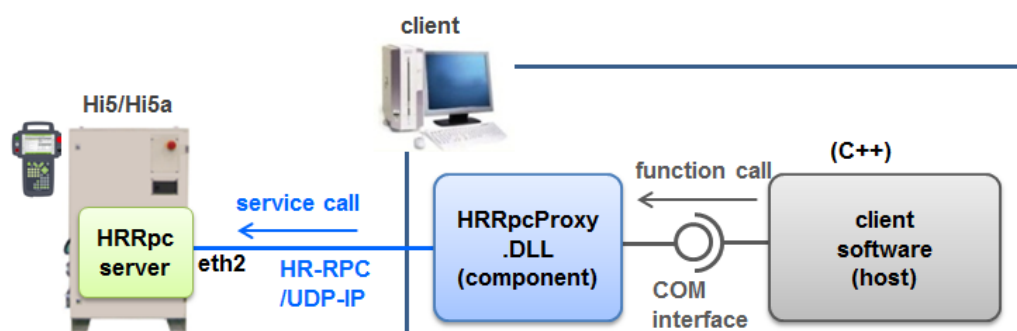 client
Hi5/Hi5a
(C++)
function call
service call
HRRpc
server
eth2
HR-RPC
/UDP-IP
HRRpcProxy
.DLL
(component)
COM
interface
client
software
(host)